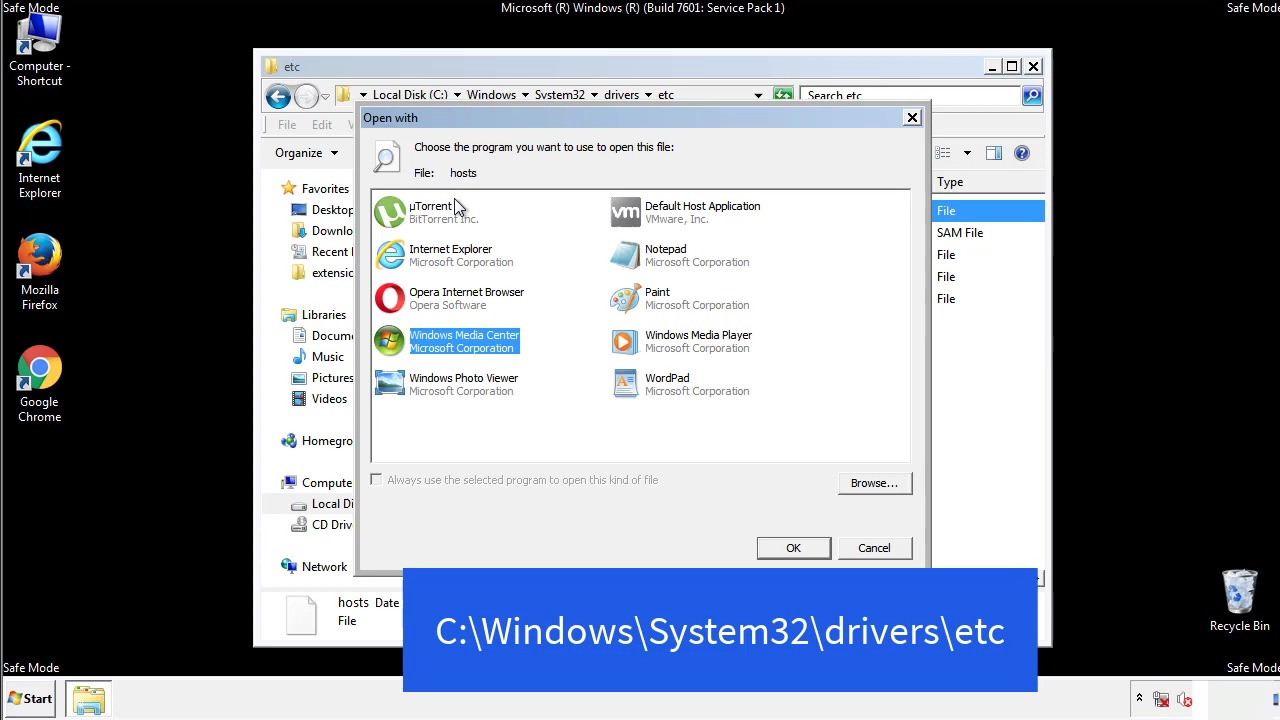 Safe Mode
Microsoft (R) Windows (R) (Build 7601: Service Pack 1)
Safe Mode
Computer -
Shortcut
Internet
Explorer
Mozilla
Firefox
Google
Chrome
etc
Local Disk (C:) Windows System32 drivers etc
Search etc
File Edit
Organize
Type
Favorites
Desktop
Downlo
Recent
extensio
Libraries
Docum
Music
Pictures
Videos
Homegro
Compute
Local Di
CD Drive
Network
File
SAM File
File
File
File
Open with
Choose the program you want to use to open this file:
File: hosts
µTorrent
BitTorrent Inc.
Default Host Application
VMware, Inc.
Internet Explorer
Microsoft Corporation
Notepad
Microsoft Corporation
Opera Internet Browser
Opera Software
Paint
Microsoft Corporation
Windows Media Center
Microsoft Corporation
Windows Media Player
Microsoft Corporation
Windows Photo Viewer
Microsoft Corporation
WordPad
Microsoft Corporation
Always use the selected program to open this kind of file
Browse...
OK
Cancel
hosts Date
File
C:\Windows\System32\drivers\etc
Recycle Bin
Safe Mode
Safe Mode
Start